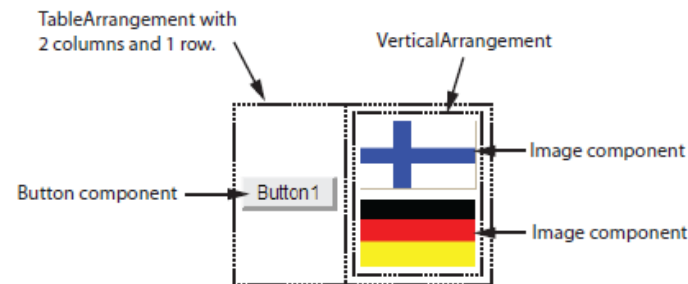 TableArrangement with
2 columns and 1 row.
VerticalArrangement
Image component
Button component
Button1
Image component